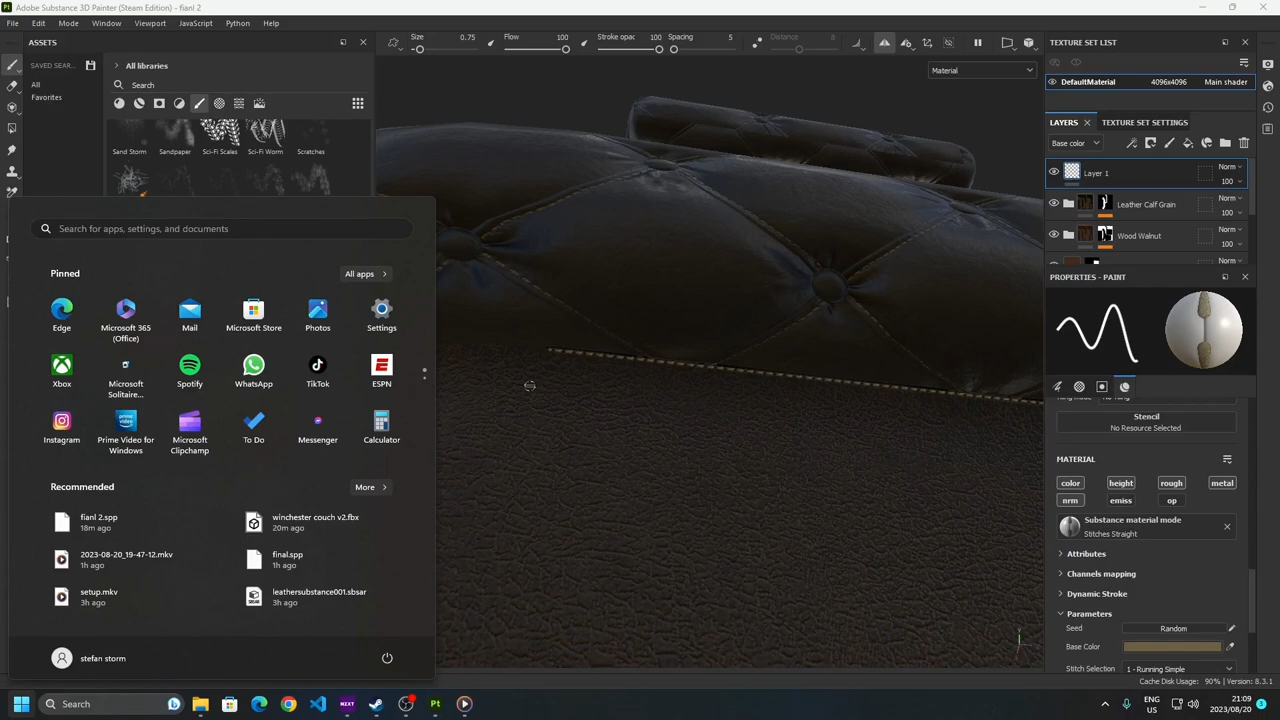 Adobe Substance 3D Painter (Steam Edition) - fianl 2
File Edit Mode Window Viewport JavaScript Python Help
ASSETS
Size 0.75 Flow 100 Stroke opac 100 Spacing 5 Distance 8
TEXTURE SET LIST
SAVED SEAR...
All libraries
Material
All
Search
DefaultMaterial 4096x4096 Main shader
Favorites
LAYERS TEXTURE SET SETTINGS
Base color
Sand Storm Sandpaper Sci-Fi Scales Sci-Fi Worm Scratches
Layer 1 Norm 100
Leather Calf Grain Norm 100
Wood Walnut Norm 100
PROPERTIES - PAINT
Search for apps, settings, and documents
Pinned All apps
Edge Microsoft 365 (Office) Mail Microsoft Store Photos Settings
Xbox Microsoft Solitaire... Spotify WhatsApp TikTok ESPN
Instagram Prime Video for Windows Microsoft Clipchamp To Do Messenger Calculator
Recommended More
fianl 2.spp
18m ago
winchester couch v2.fbx
20m ago
2023-08-20_19-47-12.mkv
1h ago
final.spp
1h ago
setup.mkv
3h ago
leathersubstance001.sbsar
3h ago
stefan storm
Stencil
No Resource Selected
MATERIAL
color height rough metal
nrm emiss op
Substance material mode
Stitches Straight
Attributes
Channels mapping
Dynamic Stroke
Parameters
Seed Random
Base Color
Stitch Selection 1 - Running Simple
Cache Disk Usage: 90% | Version: 8.3.1
Search
ENG
US
21:09
2023/08/20
3